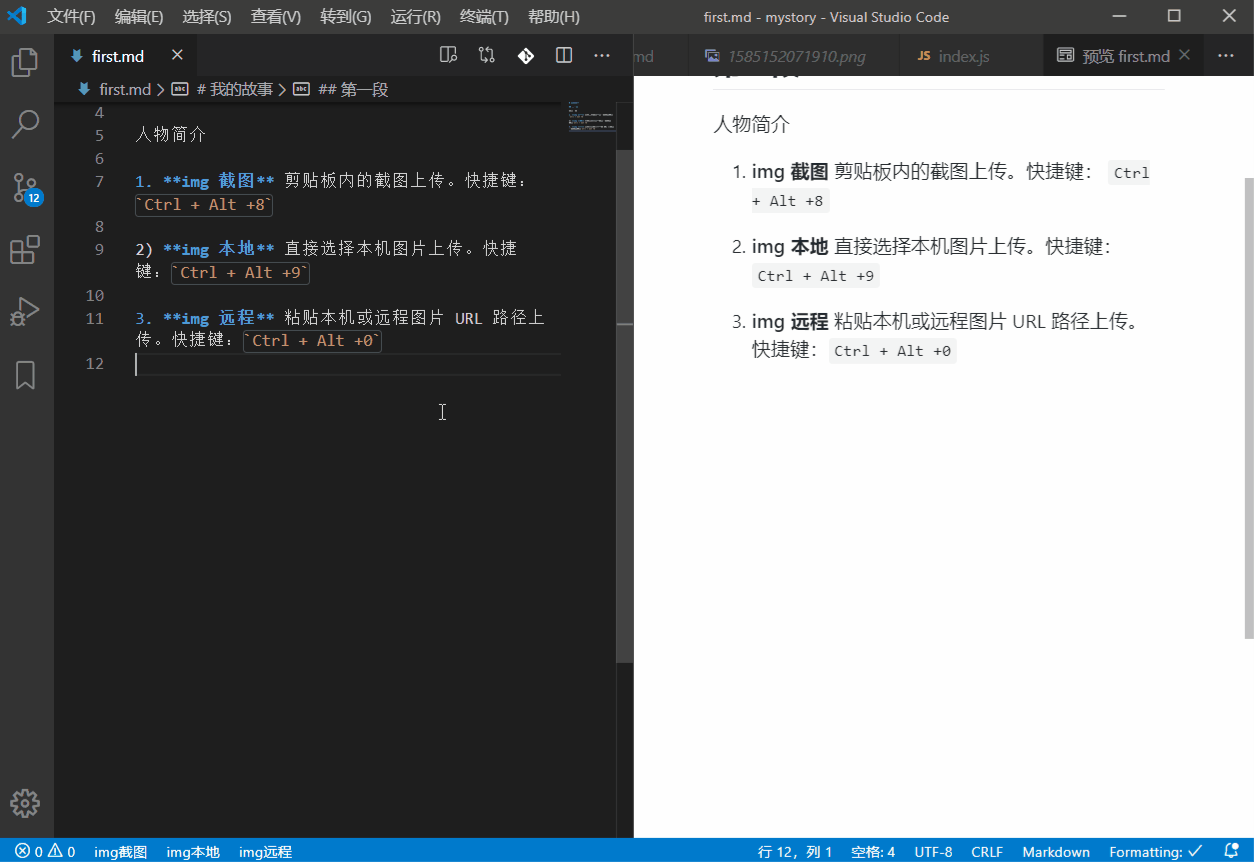 文件(F) 编辑(E) 选择(S) 查看(V) 转到(G) 运行(R) 终端(T) 帮助(H) first.md - mystory - Visual Studio Code
first.md
md 1585152071910.png index.js 预览 first.md
JS
first.md > # 我的故事 > ## 第一段
4
5 人物简介
6
7 1. **img 截图** 剪贴板内的截图上传。快捷键：
`Ctrl + Alt +8`
8
9 2) **img 本地** 直接选择本机图片上传。快捷
键：`Ctrl + Alt +9`
10
11 3. **img 远程** 粘贴本机或远程图片 URL 路径上
传。快捷键：`Ctrl + Alt +0`
12
12
人物简介
1. img 截图 剪贴板内的截图上传。快捷键： Ctrl
+ Alt +8
2. img 本地 直接选择本机图片上传。快捷键：
Ctrl + Alt +9
3. img 远程 粘贴本机或远程图片 URL 路径上传。
快捷键： Ctrl + Alt +0
0 0 img截图 img本地 img远程 行 12，列 1 空格: 4 UTF-8 CRLF Markdown Formatting: ✓